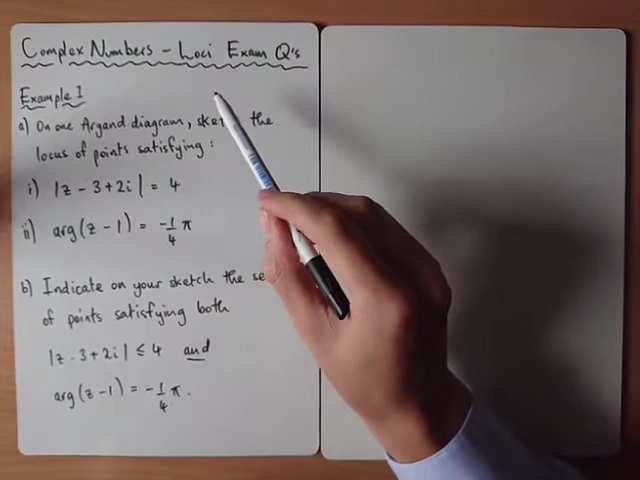 Complex Numbers - Loci Exam Q's
Example 1
a) On one Argand diagram, the
locus of points satisfying:
i) |z - 3 + 2i| = 4
ii) arg(z - 1) = -1/4 π
b) Indicate on your sketch the
of points satisfying both
|z - 3 + 2i| ≤ 4 and
arg(z - 1) = -1/4 π.